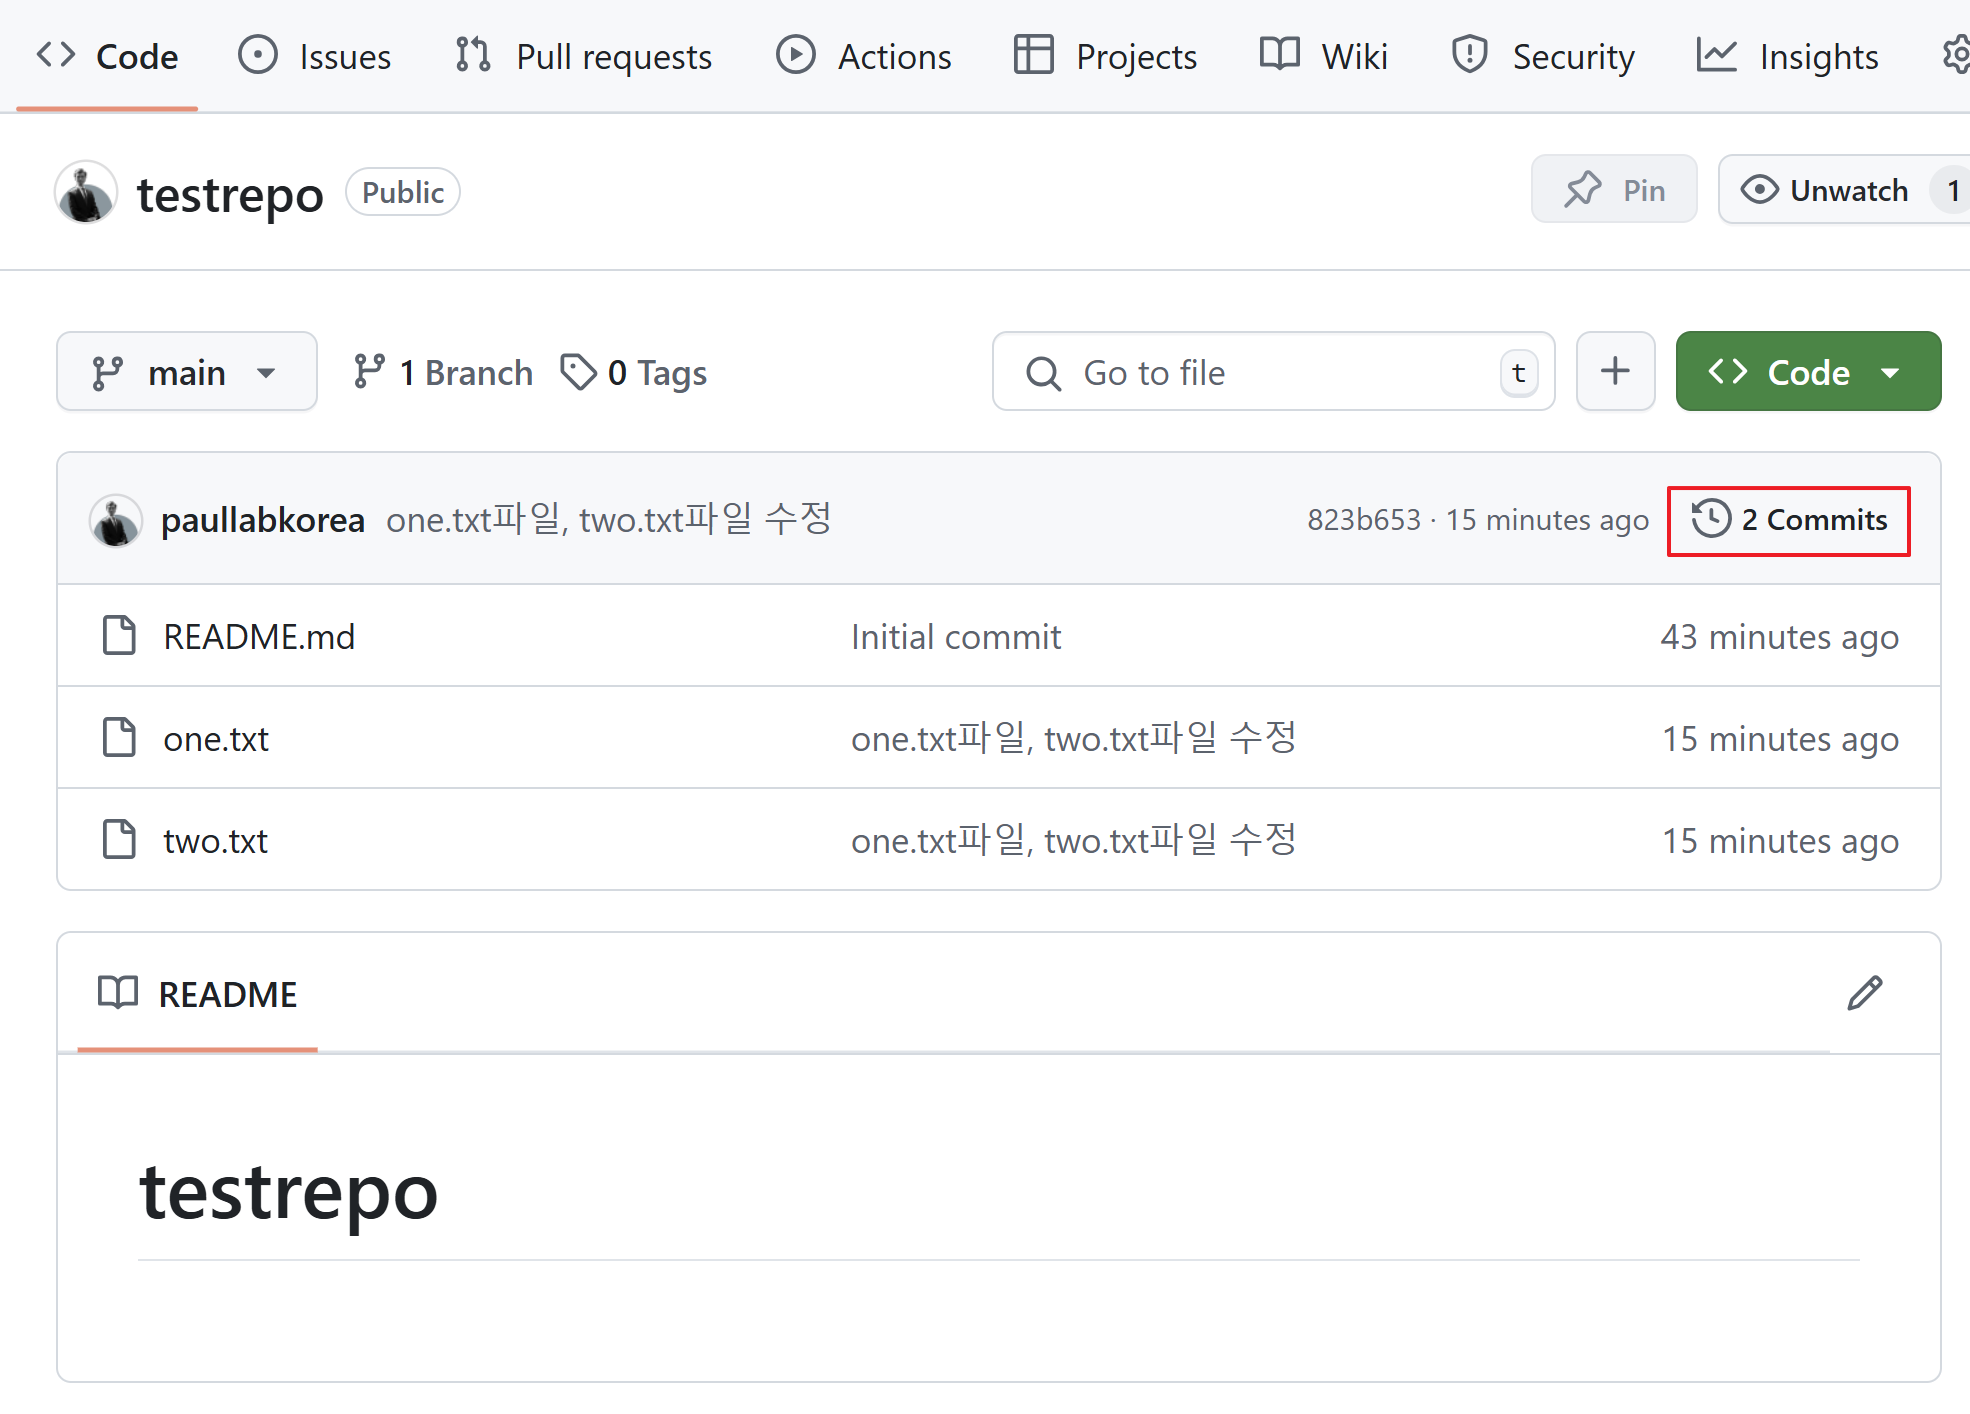 Code Issues Pull requests Actions Projects Wiki Security Insights
testrepo Public Pin Unwatch 1
main 1 Branch 0 Tags Go to file t Code
paullabkorea one.txt파일, two.txt파일 수정 823b653 · 15 minutes ago 2 Commits
README.md Initial commit 43 minutes ago
one.txt one.txt파일, two.txt파일 수정 15 minutes ago
two.txt one.txt파일, two.txt파일 수정 15 minutes ago
README
testrepo